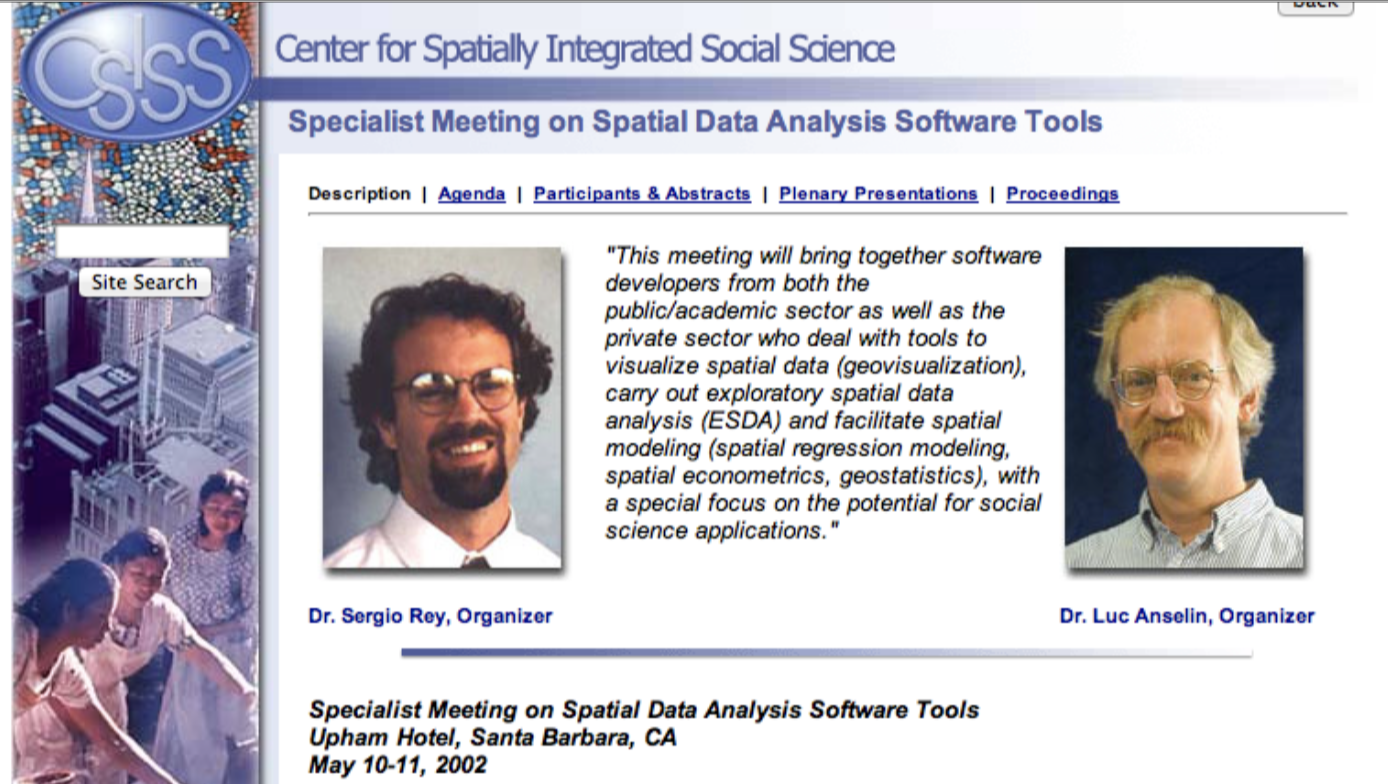 Back
CSISS
Center for Spatially Integrated Social Science
Specialist Meeting on Spatial Data Analysis Software Tools
Description | Agenda | Participants & Abstracts | Plenary Presentations | Proceedings
Site Search
"This meeting will bring together software
developers from both the
public/academic sector as well as the
private sector who deal with tools to
visualize spatial data (geovisualization),
carry out exploratory spatial data
analysis (ESDA) and facilitate spatial
modeling (spatial regression modeling,
spatial econometrics, geostatistics), with
a special focus on the potential for social
science applications."
Dr. Sergio Rey, Organizer
Dr. Luc Anselin, Organizer
Specialist Meeting on Spatial Data Analysis Software Tools
Upham Hotel, Santa Barbara, CA
May 10-11, 2002